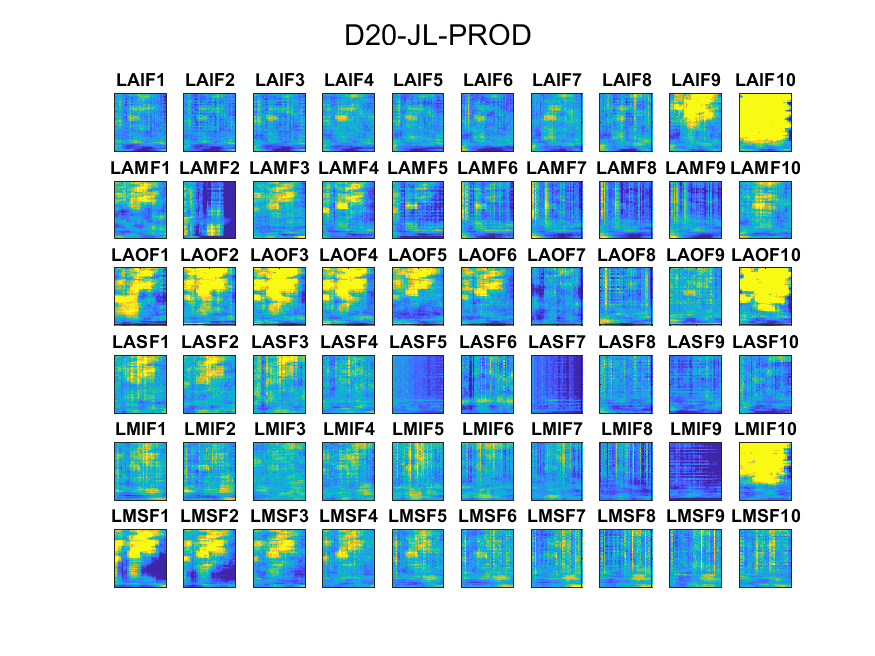 D20-JL-PROD
LAIF1 LAIF2 LAIF3 LAIF4 LAIF5 LAIF6 LAIF7 LAIF8 LAIF9 LAIF10
LAMF1 LAMF2 LAMF3 LAMF4 LAMF5 LAMF6 LAMF7 LAMF8 LAMF9 LAMF10
LAOF1 LAOF2 LAOF3 LAOF4 LAOF5 LAOF6 LAOF7 LAOF8 LAOF9 LAOF10
LASF1 LASF2 LASF3 LASF4 LASF5 LASF6 LASF7 LASF8 LASF9 LASF10
LMIF1 LMIF2 LMIF3 LMIF4 LMIF5 LMIF6 LMIF7 LMIF8 LMIF9 LMIF10
LMSF1 LMSF2 LMSF3 LMSF4 LMSF5 LMSF6 LMSF7 LMSF8 LMSF9 LMSF10